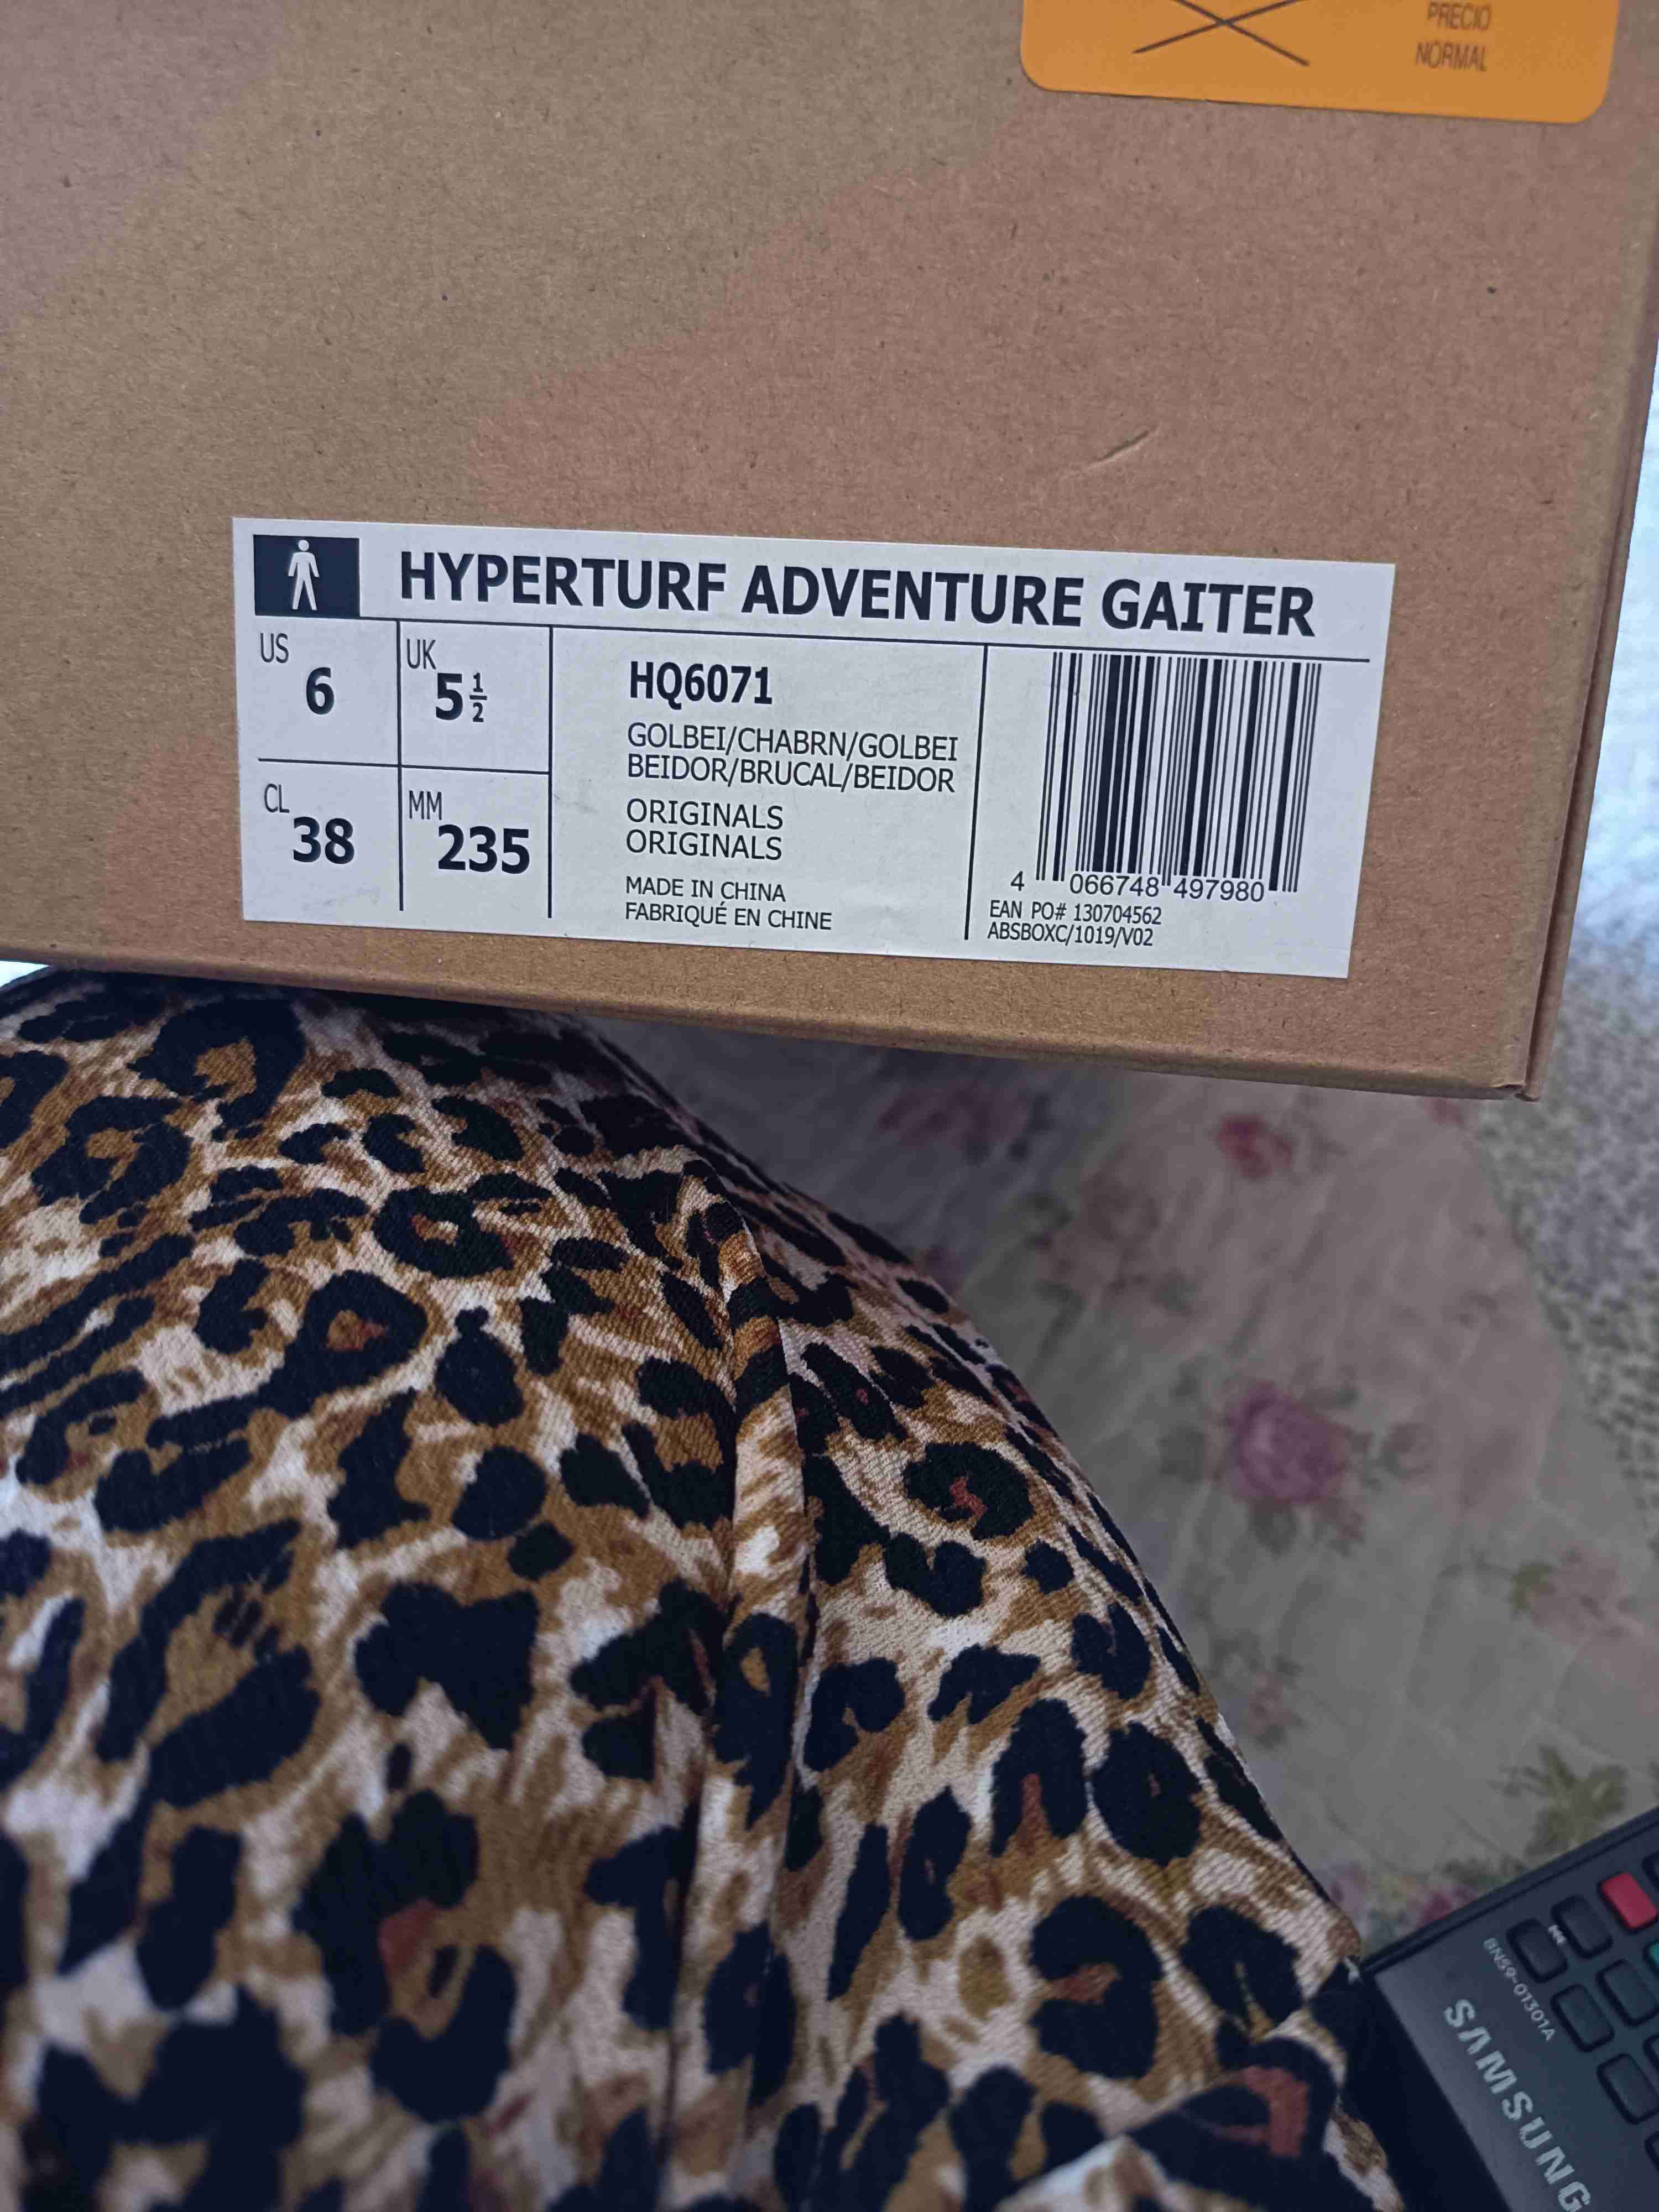 PRECIO
NORMAL
HYPERTURF ADVENTURE GAITER
US 6
UK 5 1/2
CL 38
MM 235
HQ6071
GOLBEI/CHABRN/GOLBEI
BEIDOR/BRUCAL/BEIDOR
ORIGINALS
ORIGINALS
MADE IN CHINA
FABRIQUÉ EN CHINE
4 066748 497980
EAN PO# 130704562
ABSBOXC/1019/V02
BN59-01301A
SAMSUNG